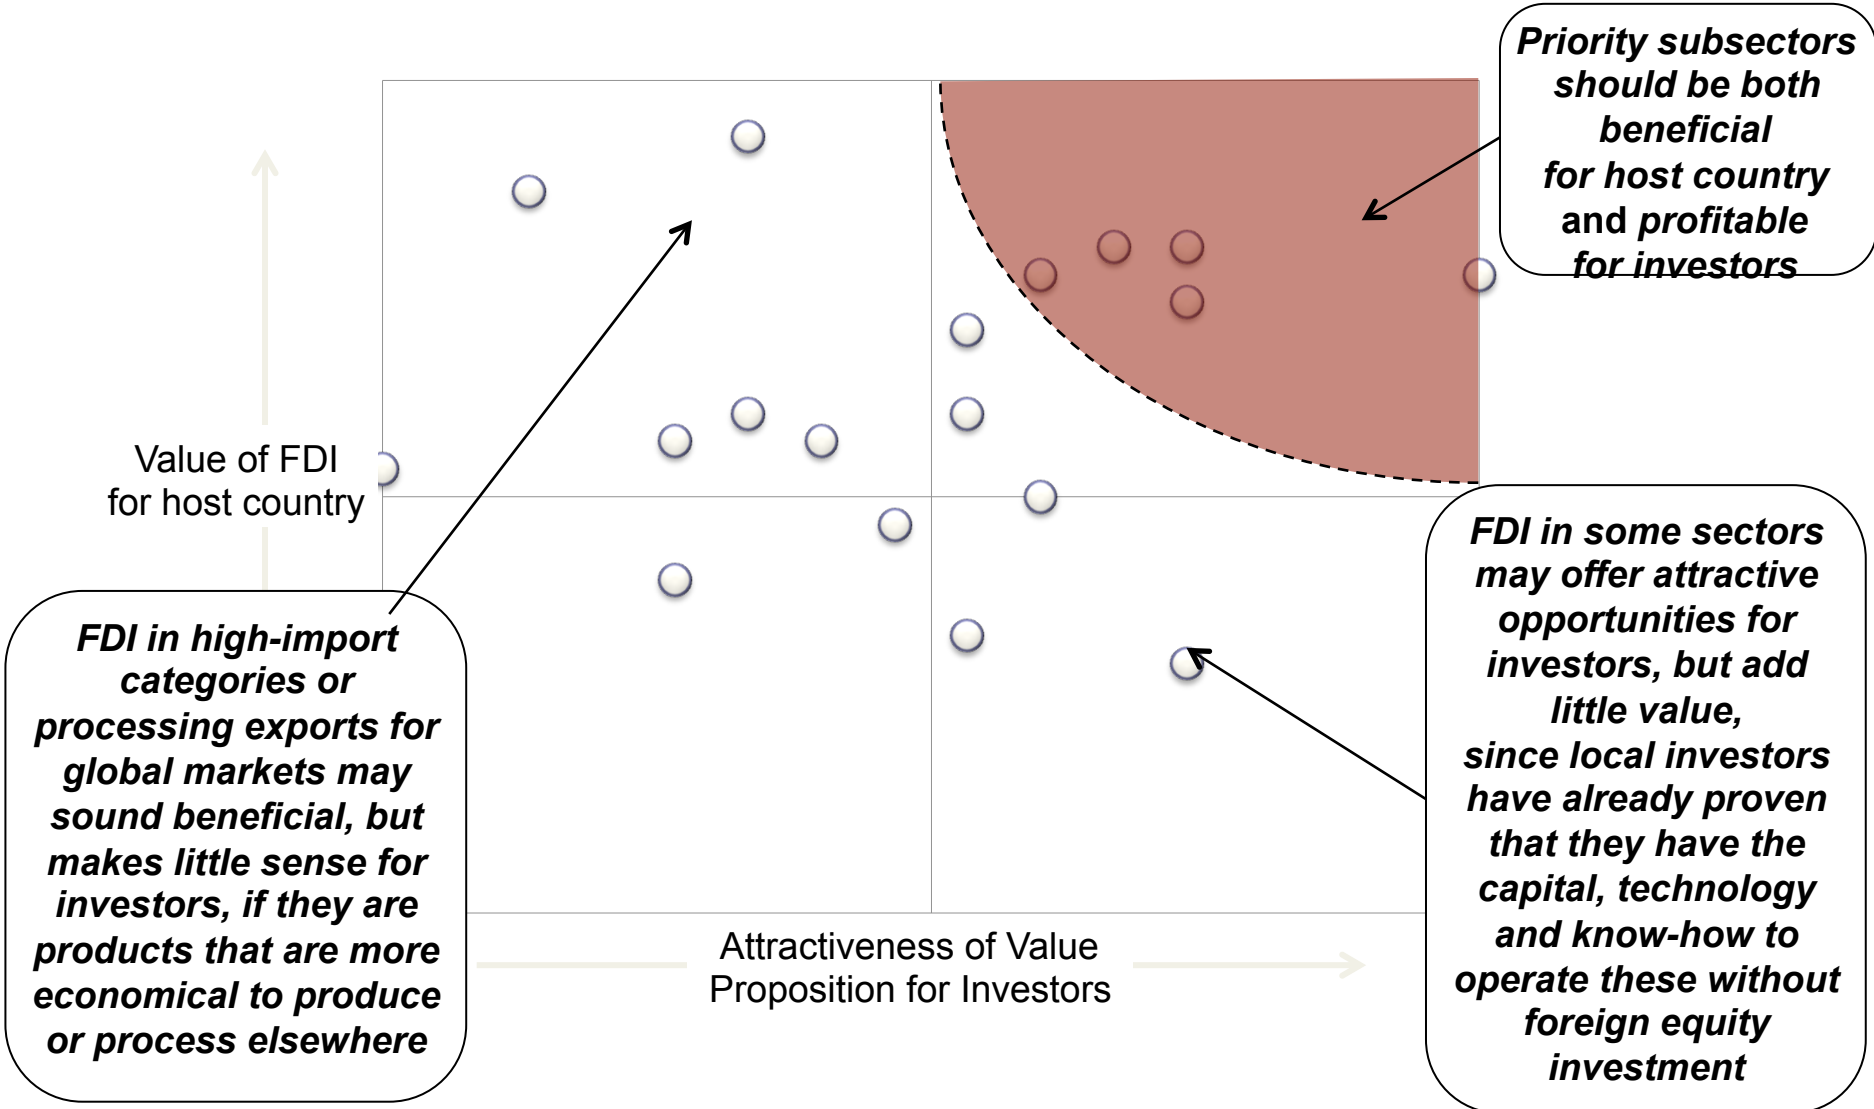 Priority subsectors
should be both
beneficial
for host country
and profitable
for investors
Value of FDI
for host country
FDI in high-import
categories or
processing exports for
global markets may
sound beneficial, but
makes little sense for
investors, if they are
products that are more
economical to produce
or process elsewhere
FDI in some sectors
may offer attractive
opportunities for
investors, but add
little value,
since local investors
have already proven
that they have the
capital, technology
and know-how to
operate these without
foreign equity
investment
Attractiveness of Value
Proposition for Investors